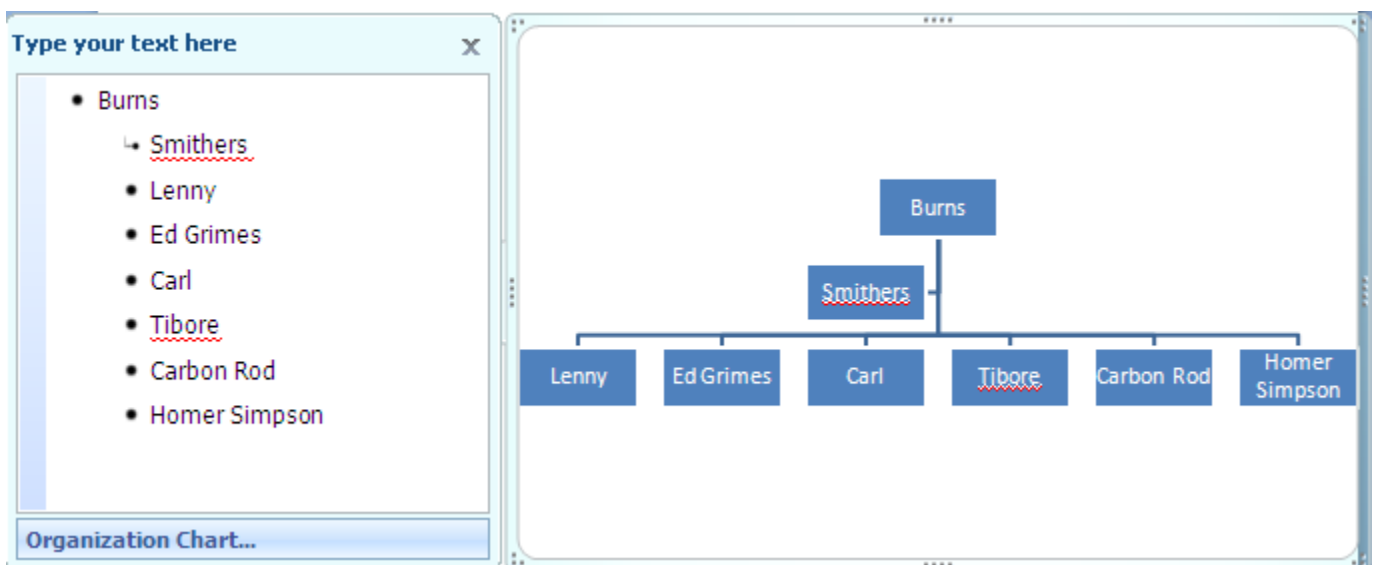 Type your text here
x
Burns
Smithers
Lenny
Ed Grimes
Carl
Tibore
Carbon Rod
Homer Simpson
Organization Chart...
Burns
Smithers
Lenny
Ed Grimes
Carl
Tibore
Carbon Rod
Homer
Simpson